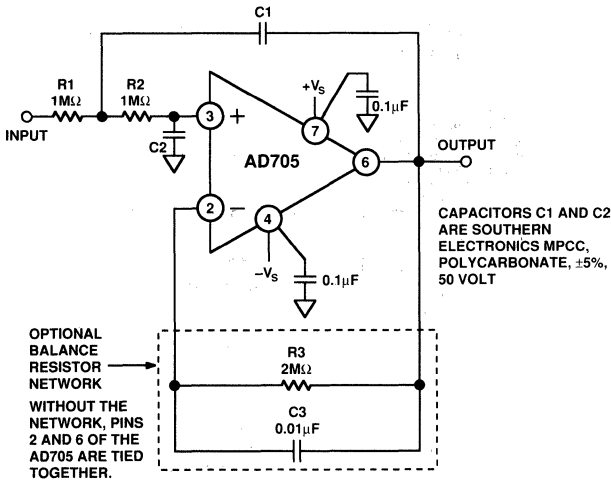 C1
R1
1MΩ
R2
1MΩ
INPUT
C2
3
+
+Vs
0.1μF
7
AD705
6
OUTPUT
2
−
4
−Vs
0.1μF
CAPACITORS C1 AND C2
ARE SOUTHERN
ELECTRONICS MPCC,
POLYCARBONATE, ±5%,
50 VOLT
OPTIONAL
BALANCE
RESISTOR
NETWORK
WITHOUT THE
NETWORK, PINS
2 AND 6 OF THE
AD705 ARE TIED
TOGETHER.
R3
2MΩ
C3
0.01μF